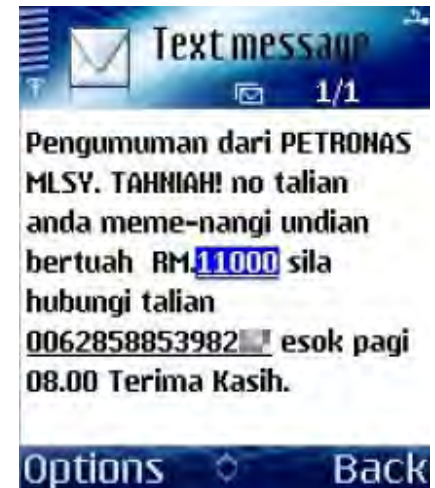 Text message
1/1
Pengumuman dari PETRONAS
MLSY. TAHNIAH! no talian
anda meme-nangi undian
bertuah RM.11000 sila
hubungi talian
0062858853982 esok pagi
08.00 Terima Kasih.
Options Back